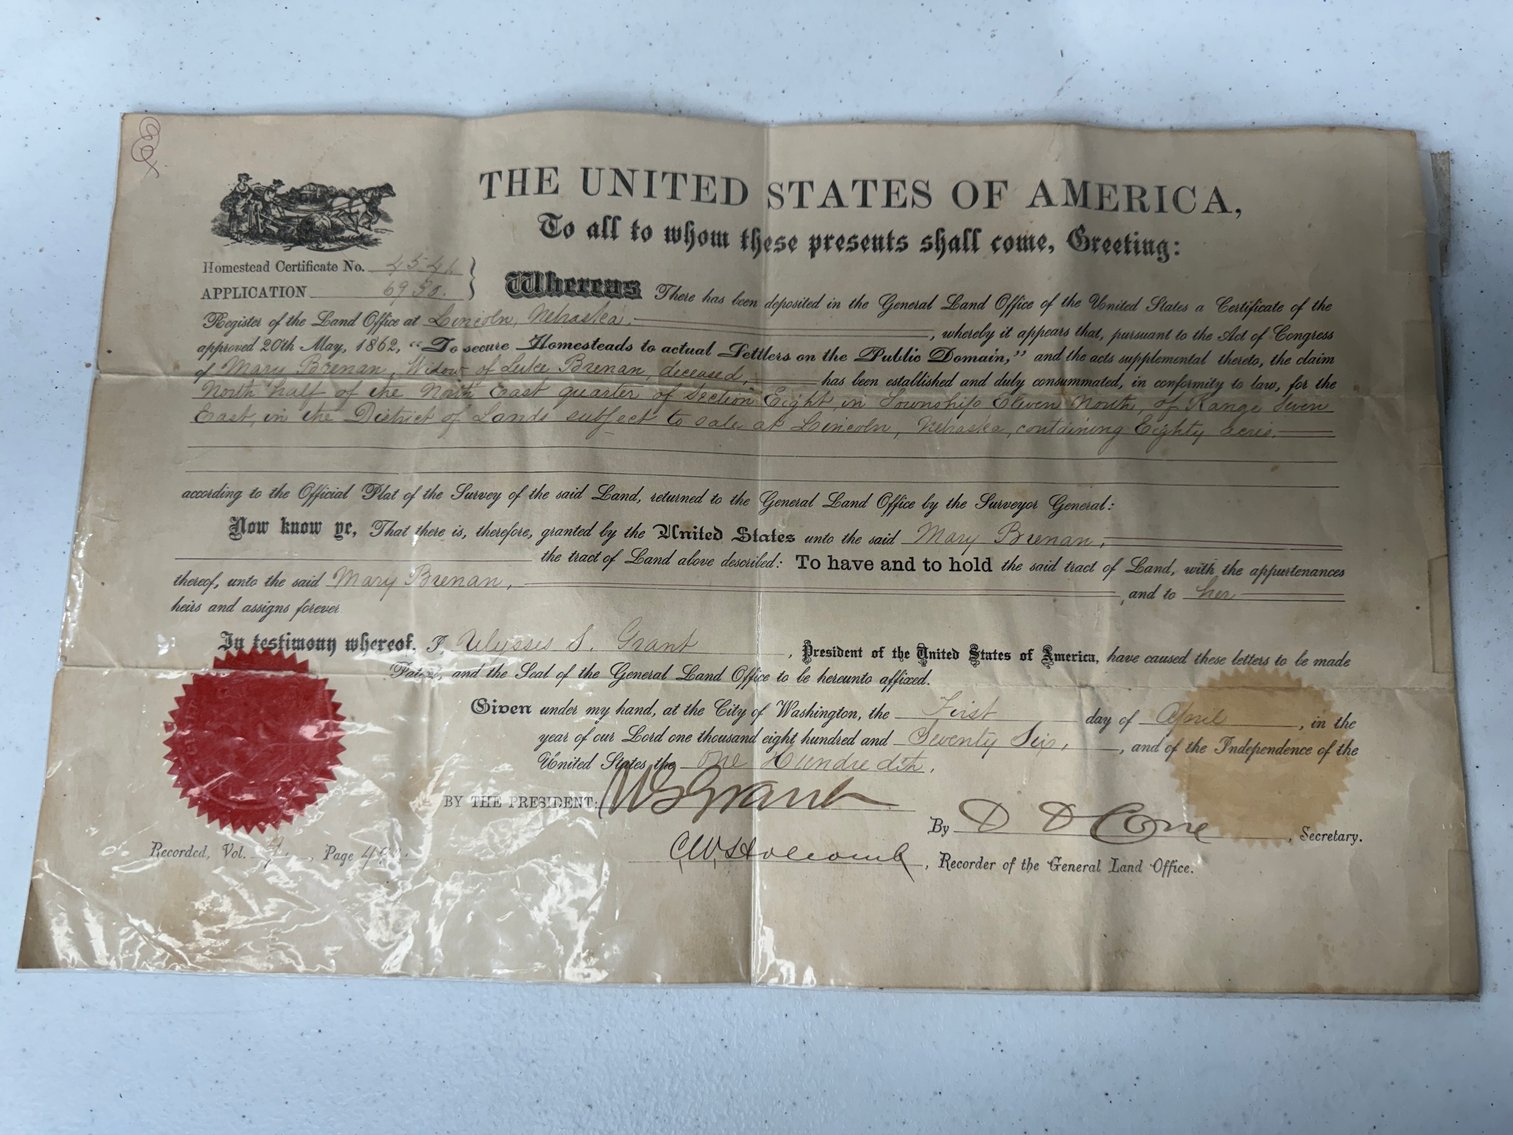 THE UNITED STATES OF AMERICA,
To all to whom these presents shall come, Greeting:
Homestead Certificate No. 4541
APPLICATION 6930.
Whereas There has been deposited in the General Land Office of the United States a Certificate of the
Register of the Land Office at Lincoln, Nebraska, , whereby it appears that, pursuant to the Act of Congress
approved 20th May, 1862, "To secure Homesteads to actual Settlers on the Public Domain," and the acts supplemental thereto, the claim
of Mary Brenan, Widow of Luke Brenan, deceased, has been established and duly consummated, in conformity to law, for the
North half of the North East quarter of Section Eight, in Township Eleven North, of Range Seven
East, in the District of Lands subject to sale at Lincoln, Nebraska, containing Eighty acres.
according to the Official Plat of the Survey of the said Land, returned to the General Land Office by the Surveyor General:
Now know ye, That there is, therefore, granted by the United States unto the said Mary Brenan,
the tract of Land above described: To have and to hold the said tract of Land, with the appurtenances
thereof, unto the said Mary Brenan, , and to her
heirs and assigns forever
In testimony whereof, I, Ulysses S. Grant , President of the United States of America, have caused these letters to be made
Patent, and the Seal of the General Land Office to be hereunto affixed.
Given under my hand, at the City of Washington, the First day of April , in the
year of our Lord one thousand eight hundred and Seventy Six, , and of the Independence of the
United States the One Hundredth.
BY THE PRESIDENT: U S Grant
By D D Cone , Secretary.
Recorded, Vol. Page
C W Holcomb , Recorder of the General Land Office.